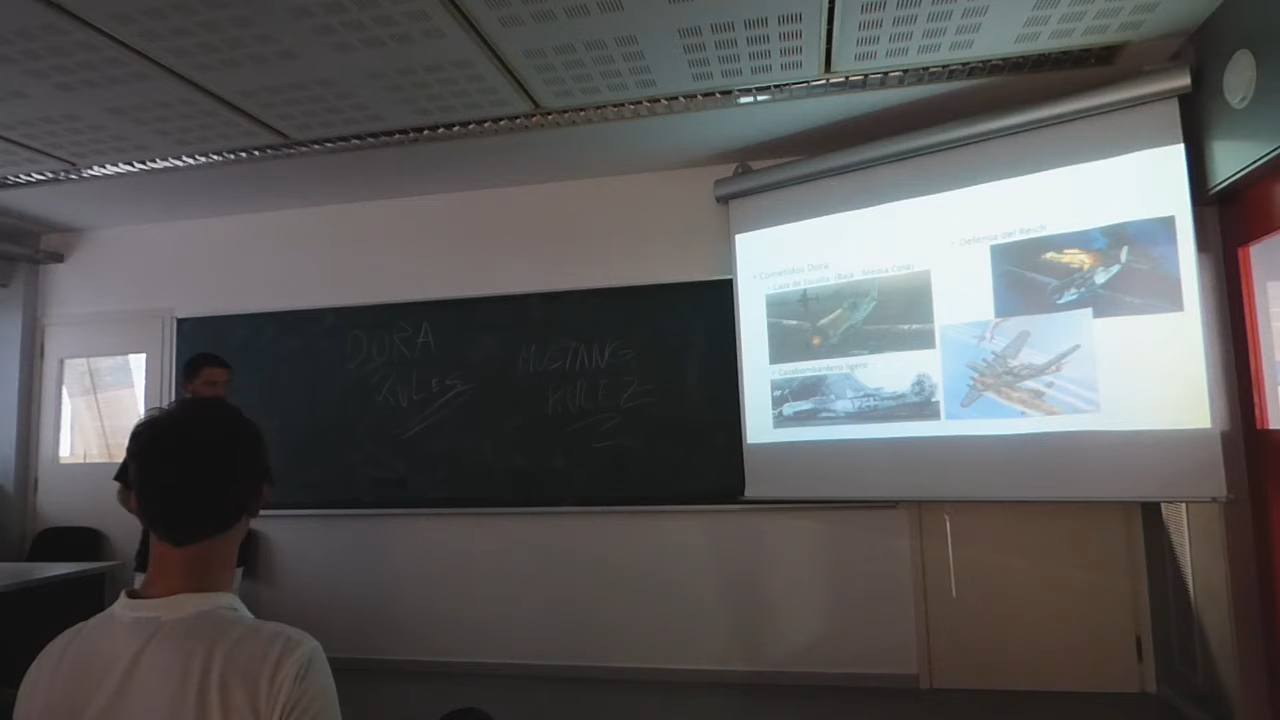 DORA
RULES
MUSTANG
RULEZ
• Cometidos Dora
• Caza de Escolta (Baja - Media Cota)
• Cazabombardero ligero
• Defensa del Reich